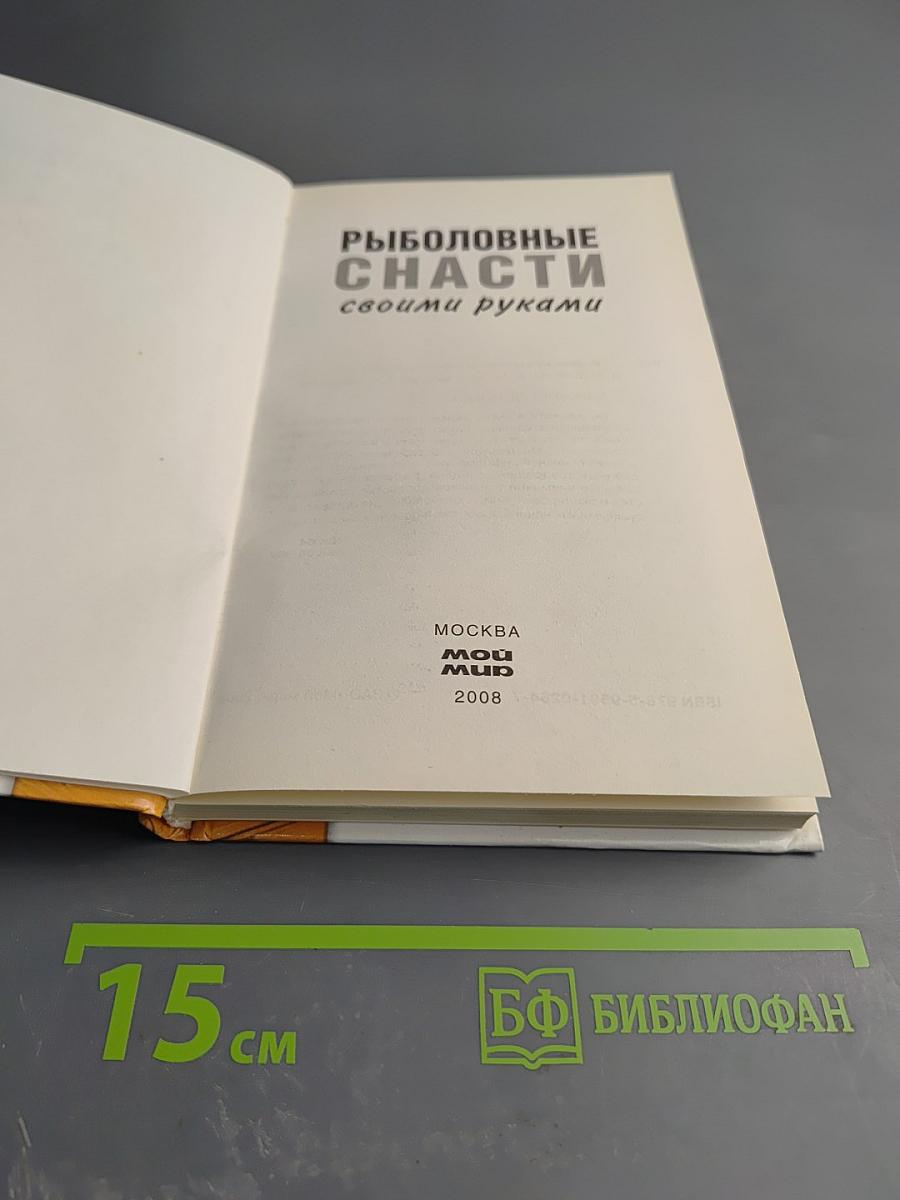 РЫБОЛОВНЫЕ
СНАСТИ
своими руками
МОСКВА
мой
мир
2008
15 см
БФ БИБЛИОФАН